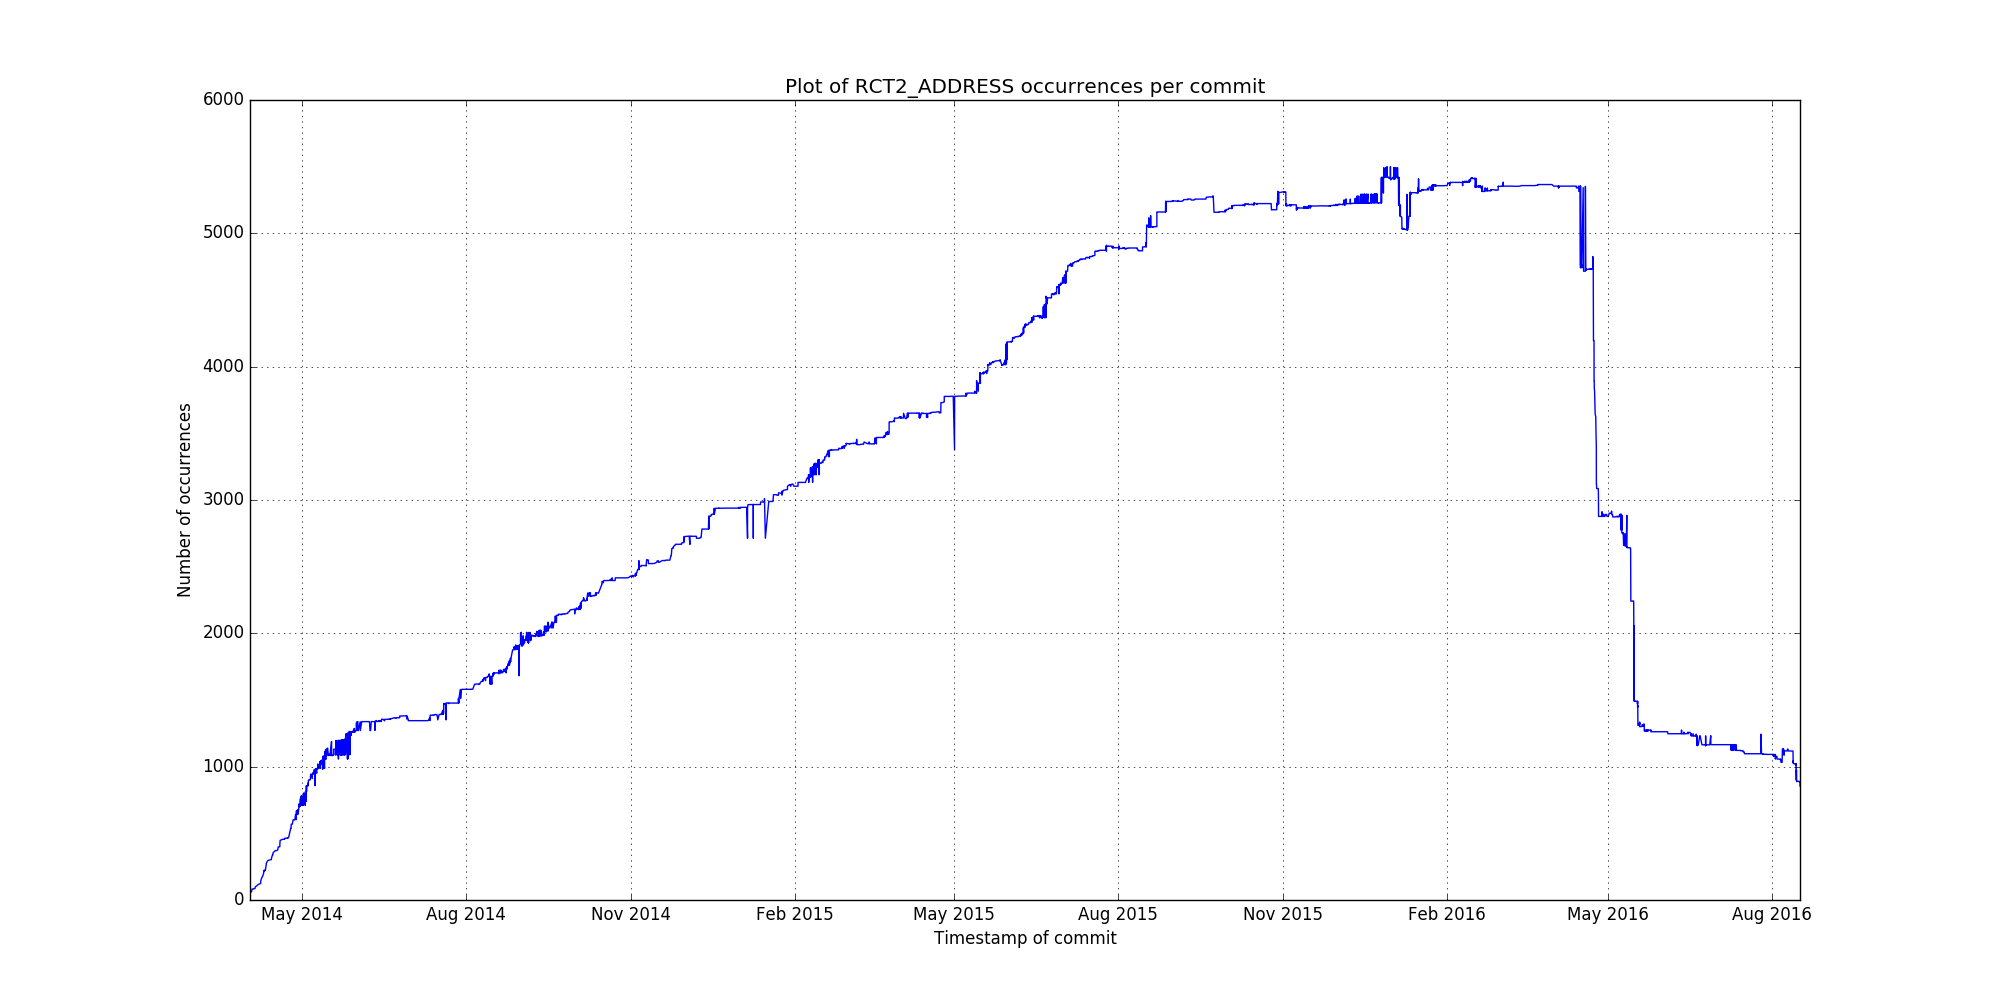 Plot of RCT2_ADDRESS occurrences per commit
6000
5000
4000
3000
2000
1000
0
Number of occurrences
May 2014 Aug 2014 Nov 2014 Feb 2015 May 2015 Aug 2015 Nov 2015 Feb 2016 May 2016 Aug 2016
Timestamp of commit